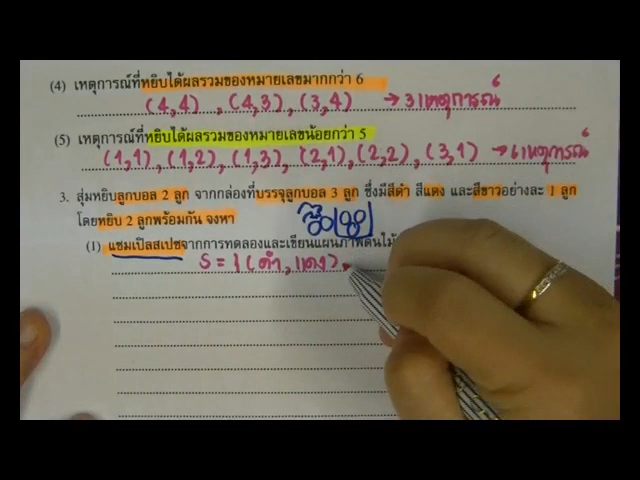 (4) เหตุการณ์ที่หยิบได้ผลรวมของหมายเลขมากกว่า 6
(4,4) , (4,3) , (3,4) → 3 เหตุการณ์
(5) เหตุการณ์ที่หยิบได้ผลรวมของหมายเลขน้อยกว่า 5
(1,1) , (1,2) , (1,3) , (2,1) , (2,2) , (3,1) → 6 เหตุการณ์
3. สุ่มหยิบลูกบอล 2 ลูก จากกล่องที่บรรจุลูกบอล 3 ลูก ซึ่งมีสีดำ สีแดง และสีขาวอย่างละ 1 ลูก
โดยหยิบ 2 ลูกพร้อมกัน จงหา
(1) แซมเปิลสเปซจากการทดลองและเขียนแผนภาพต้นไม้
S = { (ดำ, แดง) ,